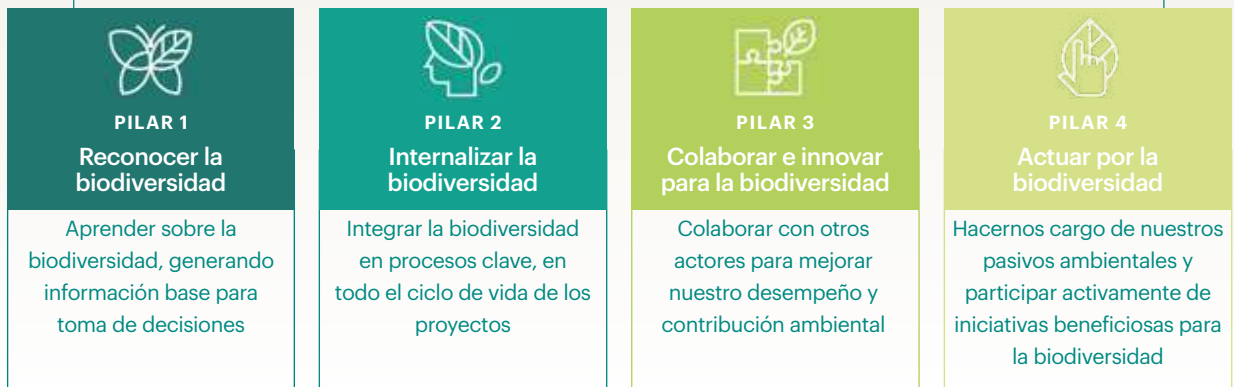 PILAR 1
Reconocer la
biodiversidad
Aprender sobre la
biodiversidad, generando
información base para
toma de decisiones
PILAR 2
Internalizar la
biodiversidad
Integrar la biodiversidad
en procesos clave, en
todo el ciclo de vida de los
proyectos
PILAR 3
Colaborar e innovar
para la biodiversidad
Colaborar con otros
actores para mejorar
nuestro desempeño y
contribución ambiental
PILAR 4
Actuar por la
biodiversidad
Hacernos cargo de nuestros
pasivos ambientales y
participar activamente de
iniciativas beneficiosas para
la biodiversidad